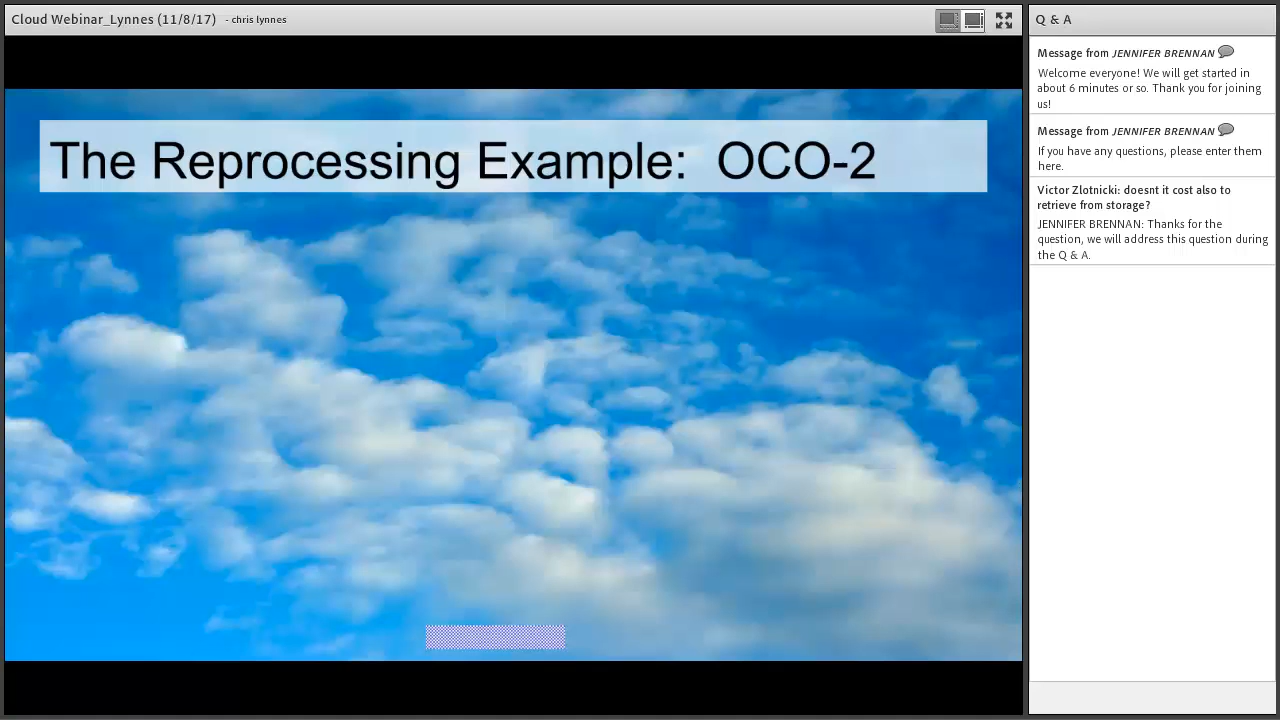 Cloud Webinar_Lynnes (11/8/17) - chris lynnes
The Reprocessing Example: OCO-2
Q & A
Message from JENNIFER BRENNAN
Welcome everyone! We will get started in
about 6 minutes or so. Thank you for joining
us!
Message from JENNIFER BRENNAN
If you have any questions, please enter them
here.
Victor Zlotnicki: doesnt it cost also to
retrieve from storage?
JENNIFER BRENNAN: Thanks for the
question, we will address this question during
the Q & A.